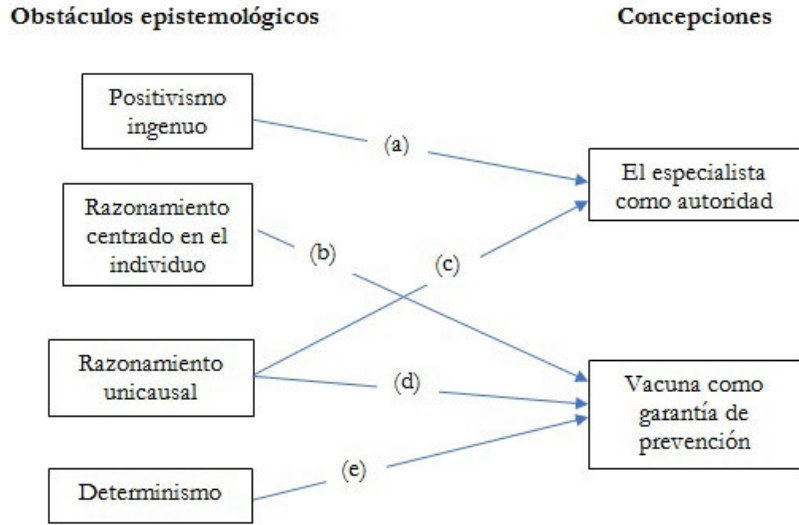 Obstáculos epistemológicos
Concepciones
Positivismo
ingenuo
(a)
El especialista
como autoridad
Razonamiento
centrado en el
individuo
(b)
(c)
Razonamiento
unicausal
(d)
Vacuna como
garantía de
prevención
Determinismo
(e)